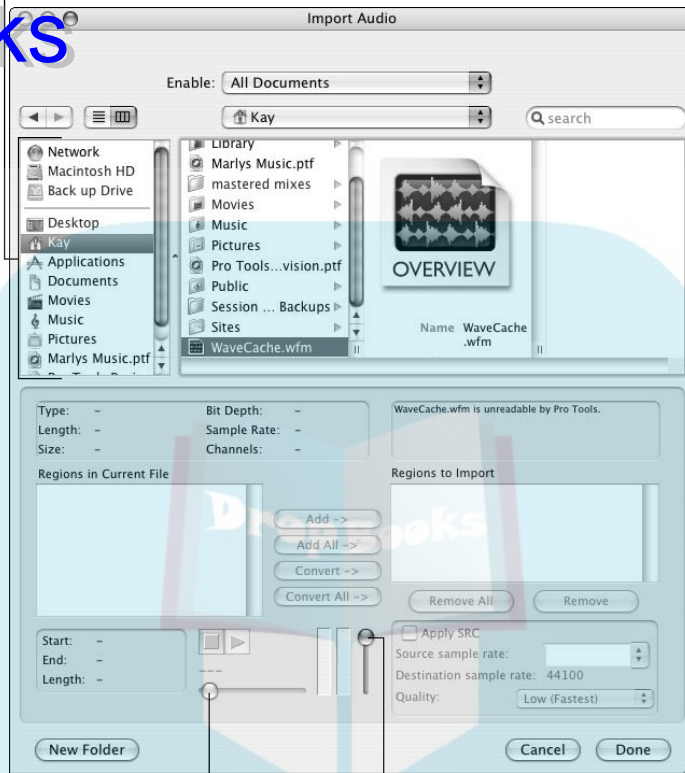 ks
Import Audio
Enable: All Documents
Kay
search
Network
Macintosh HD
Back up Drive
Desktop
Kay
Applications
Documents
Movies
Music
Pictures
Marlys Music.ptf
Library
Marlys Music.ptf
mastered mixes
Movies
Music
Pictures
Pro Tools...vision.ptf
Public
Session ... Backups
Sites
WaveCache.wfm
OVERVIEW
Name WaveCache
.wfm
Type: –
Length: –
Size: –
Bit Depth: –
Sample Rate: –
Channels: –
WaveCache.wfm is unreadable by Pro Tools.
Regions in Current File
Regions to Import
DropBooks
Add ->
Add All ->
Convert ->
Convert All ->
Remove All
Remove
Start: –
End: –
Length: –
---
Apply SRC
Source sample rate:
Destination sample rate: 44100
Quality: Low (Fastest)
New Folder
Cancel
Done